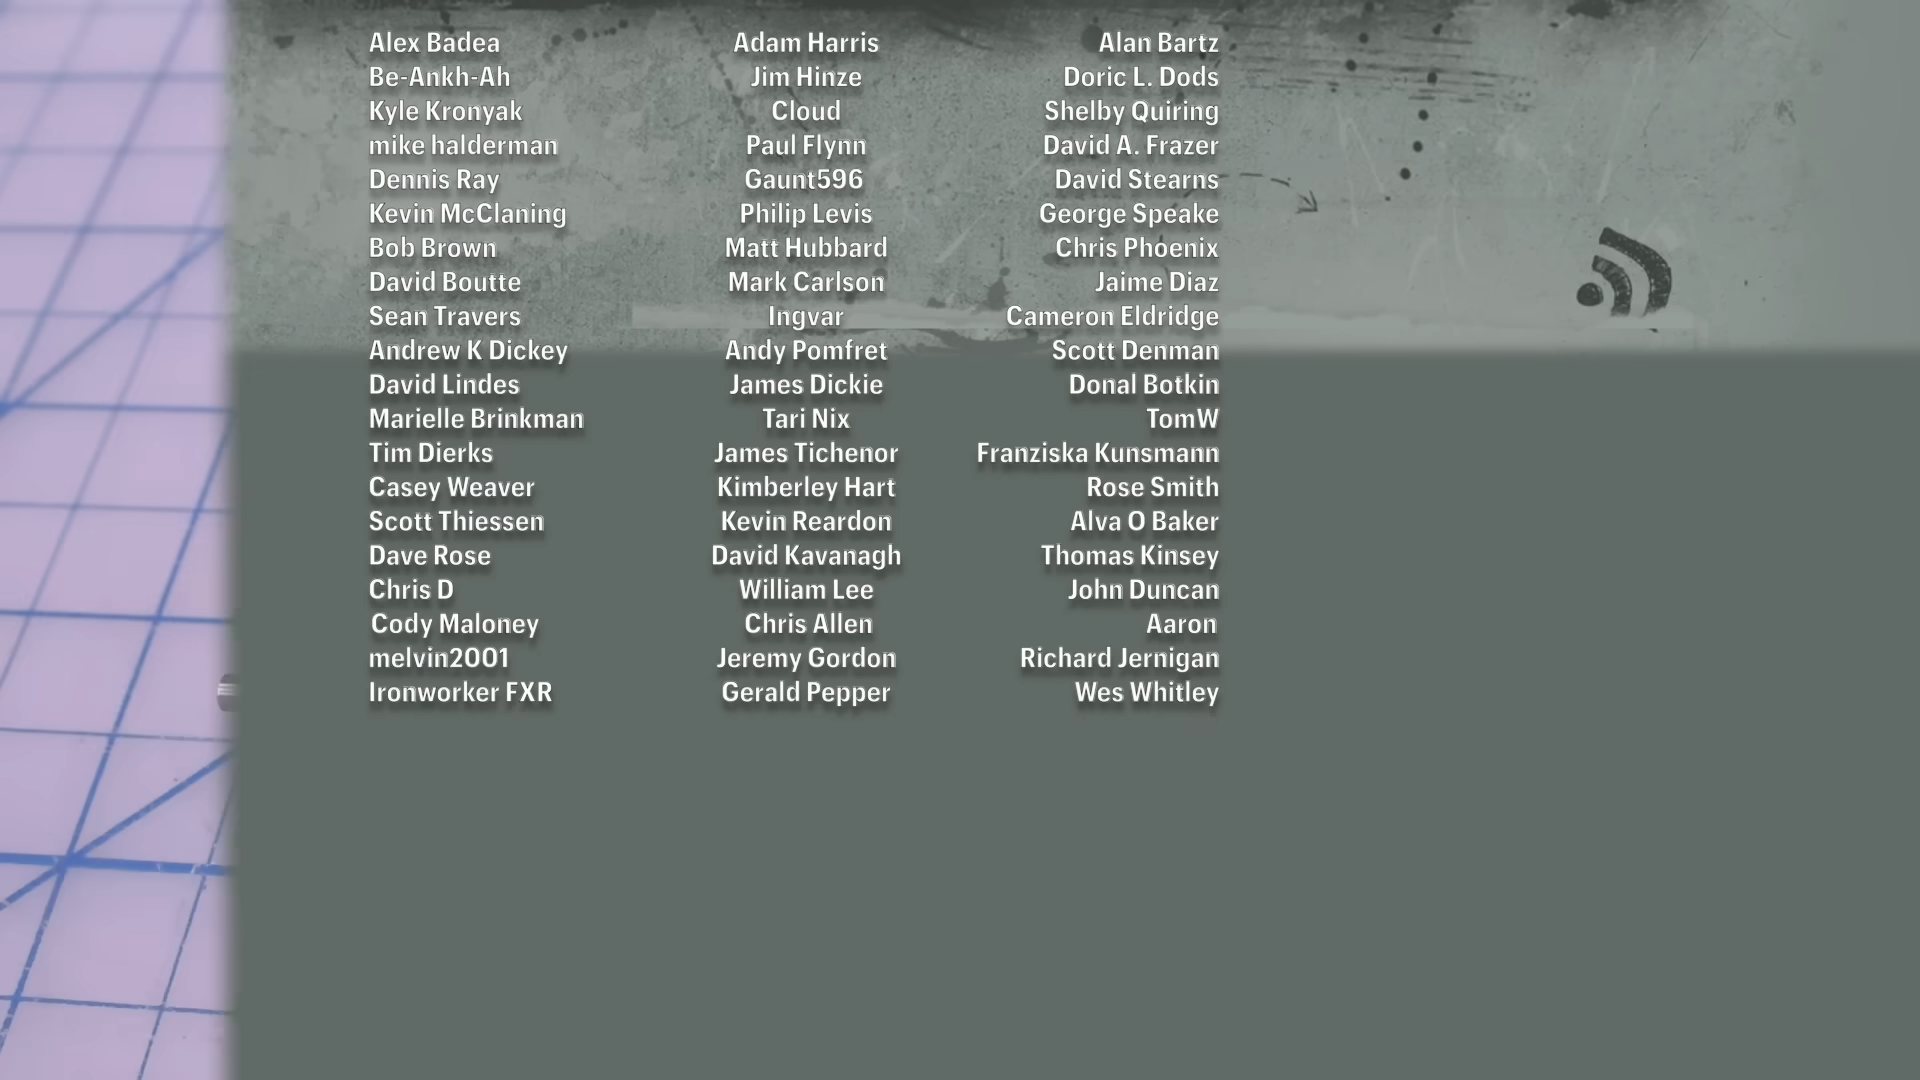 Alex Badea Adam Harris Alan Bartz
Be-Ankh-Ah Jim Hinze Doric L. Dods
Kyle Kronyak Cloud Shelby Quiring
mike halderman Paul Flynn David A. Frazer
Dennis Ray Gaunt596 David Stearns
Kevin McClaning Philip Levis George Speake
Bob Brown Matt Hubbard Chris Phoenix
David Boutte Mark Carlson Jaime Diaz
Sean Travers Ingvar Cameron Eldridge
Andrew K Dickey Andy Pomfret Scott Denman
David Lindes James Dickie Donal Botkin
Marielle Brinkman Tari Nix TomW
Tim Dierks James Tichenor Franziska Kunsmann
Casey Weaver Kimberley Hart Rose Smith
Scott Thiessen Kevin Reardon Alva O Baker
Dave Rose David Kavanagh Thomas Kinsey
Chris D William Lee John Duncan
Cody Maloney Chris Allen Aaron
melvin2001 Jeremy Gordon Richard Jernigan
Ironworker FXR Gerald Pepper Wes Whitley